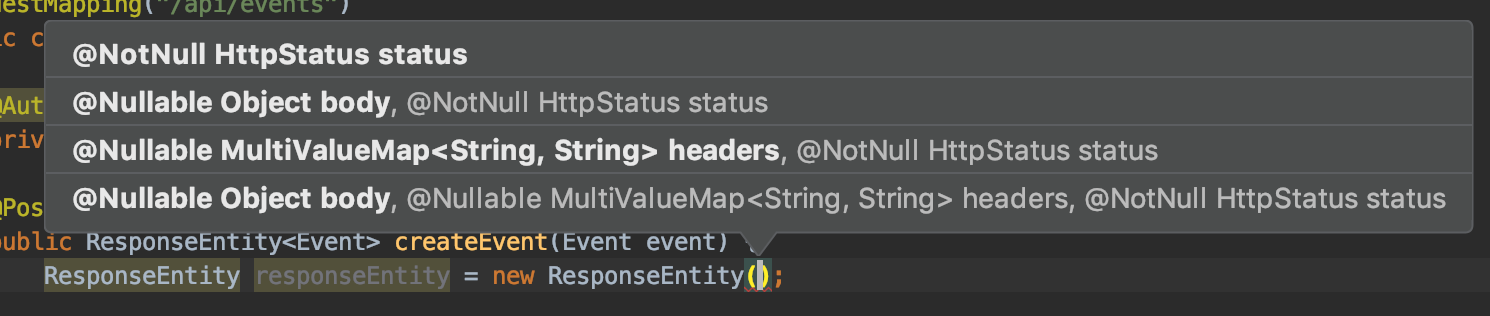 estMapping("/api/events")
ic c
@NotNull HttpStatus status
@Nullable Object body, @NotNull HttpStatus status
@Aut
priv
@Nullable MultiValueMap<String, String> headers, @NotNull HttpStatus status
@Nullable Object body, @Nullable MultiValueMap<String, String> headers, @NotNull HttpStatus status
@Pos
public ResponseEntity<Event> createEvent(Event event) {
ResponseEntity responseEntity = new ResponseEntity();